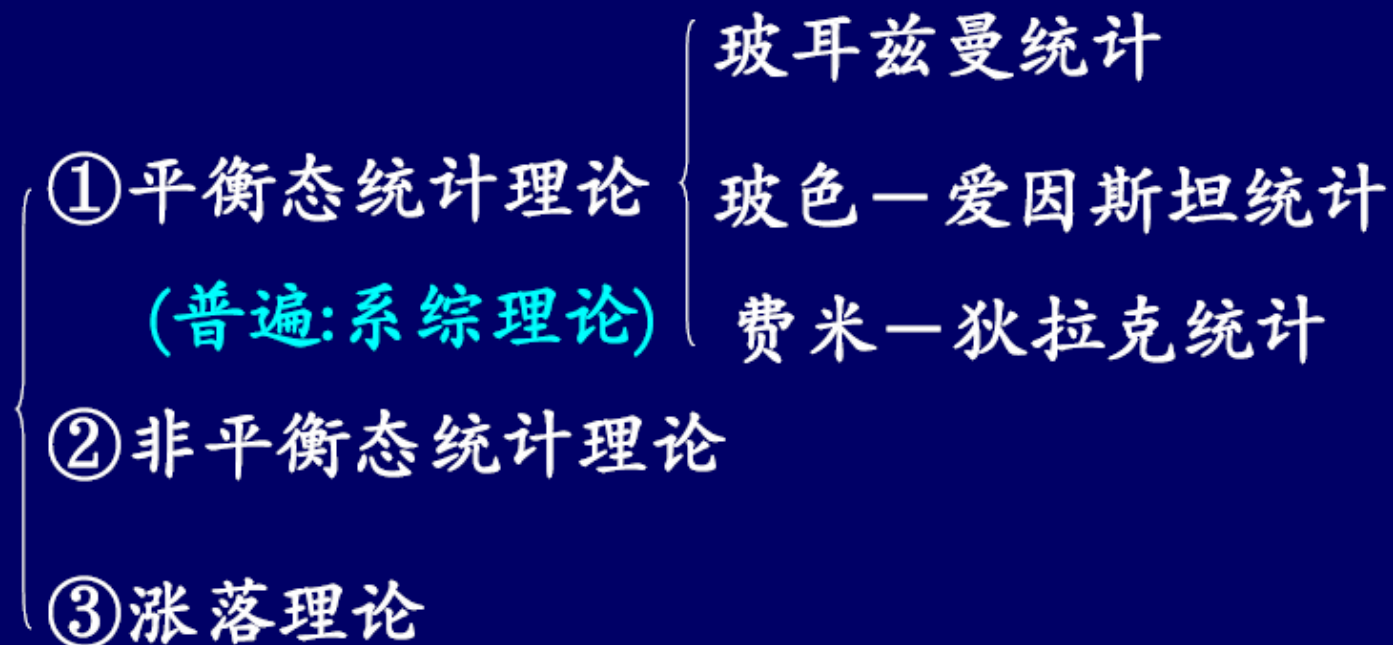 玻耳兹曼统计
①平衡态统计理论
玻色－爱因斯坦统计
(普遍:系综理论)
费米－狄拉克统计
②非平衡态统计理论
③涨落理论